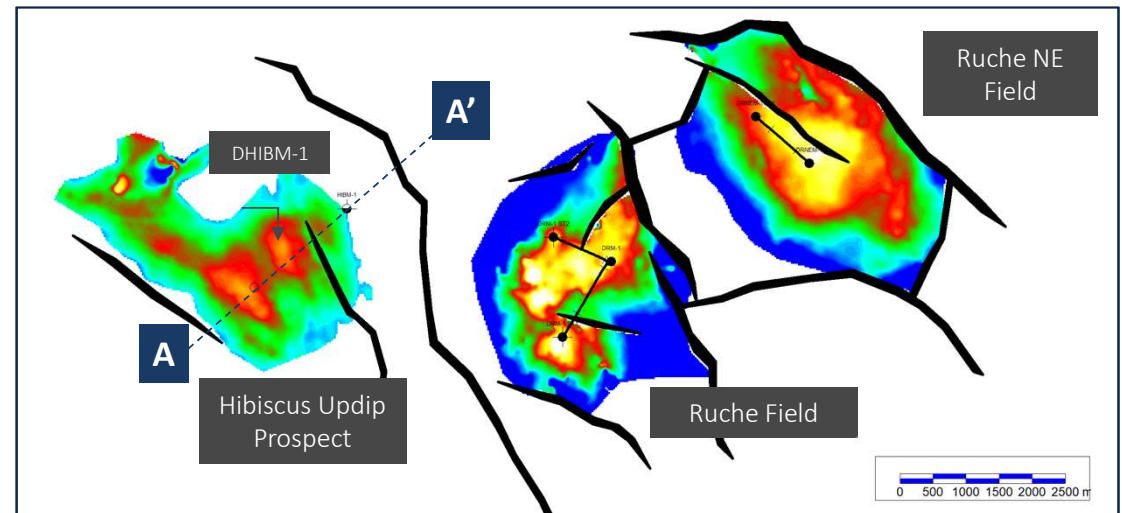 Ruche NE
Field
A'
DHIBM-1
HIBM-1
DRM-1
A
Hibiscus Updip
Prospect
Ruche Field
0 500 1000 1500 2000 2500 m